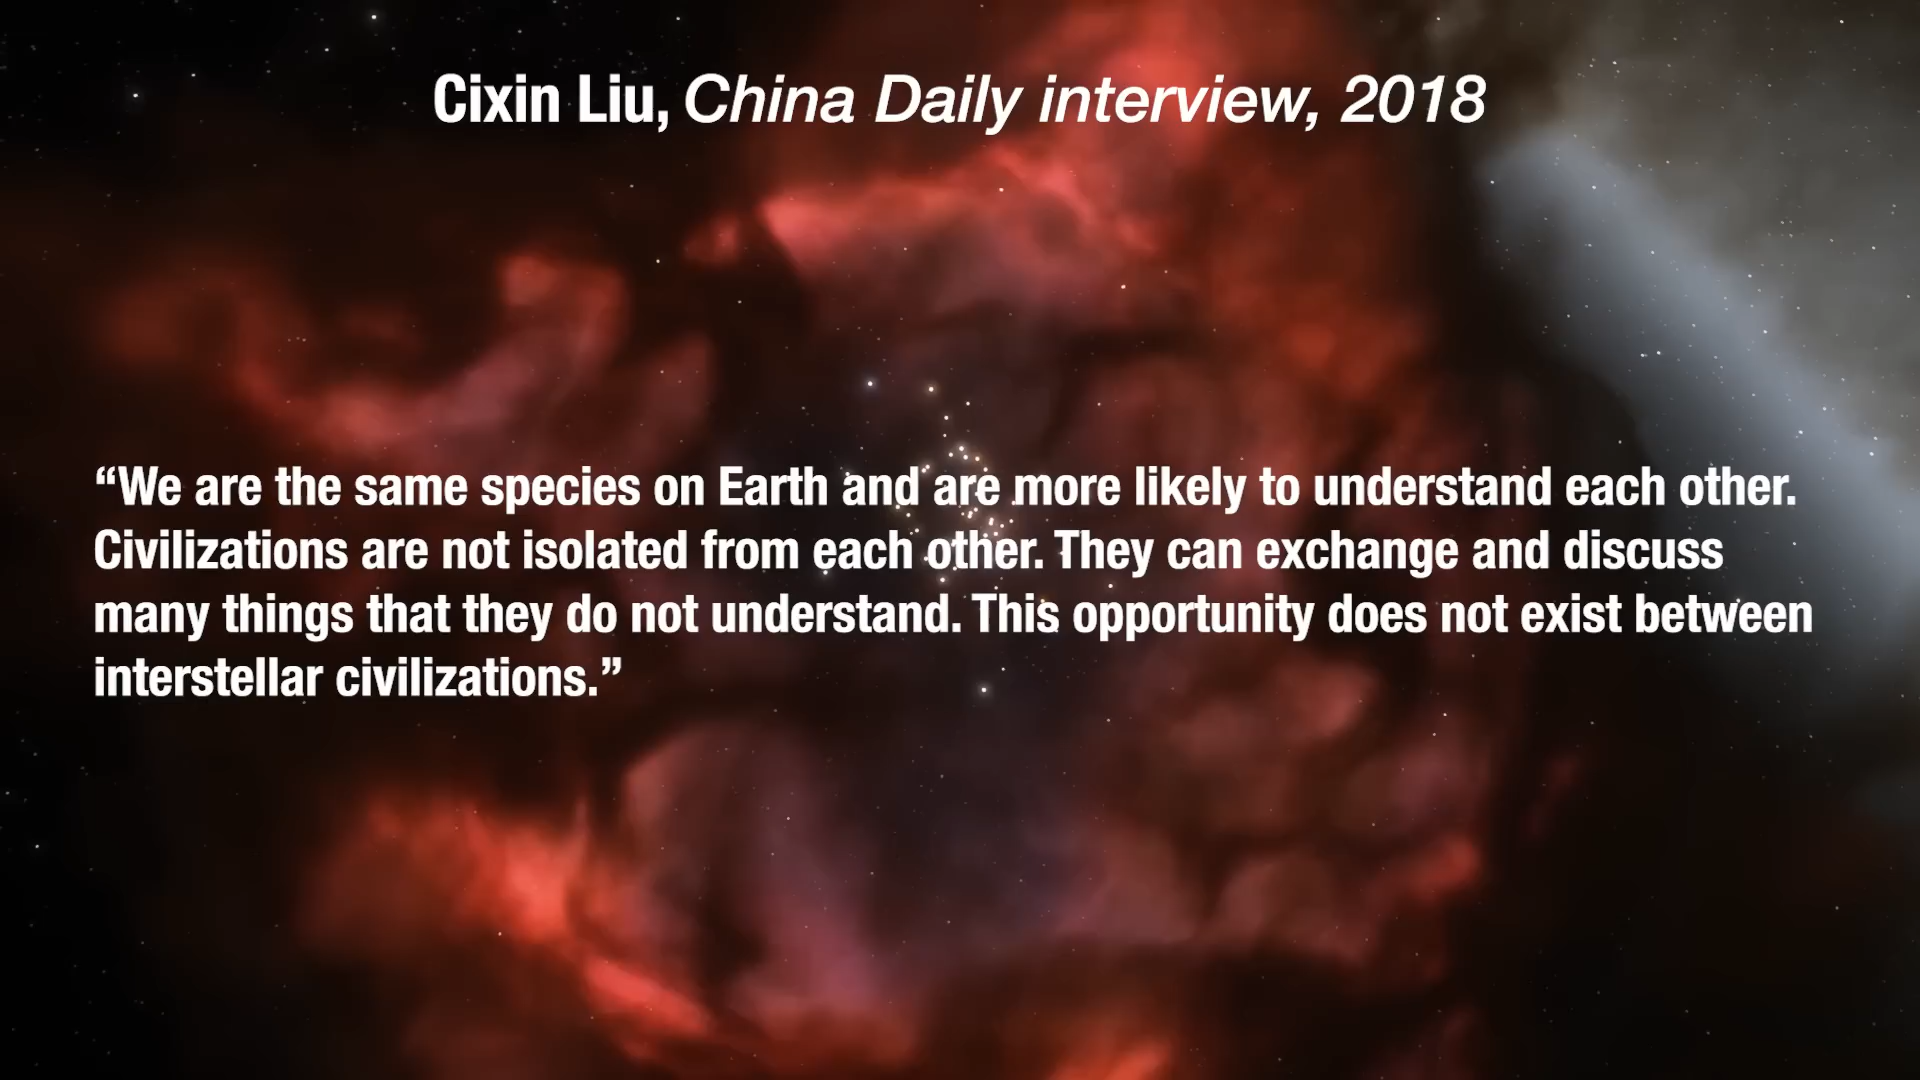 Cixin Liu, China Daily interview, 2018
“We are the same species on Earth and are more likely to understand each other.
Civilizations are not isolated from each other. They can exchange and discuss
many things that they do not understand. This opportunity does not exist between
interstellar civilizations.”